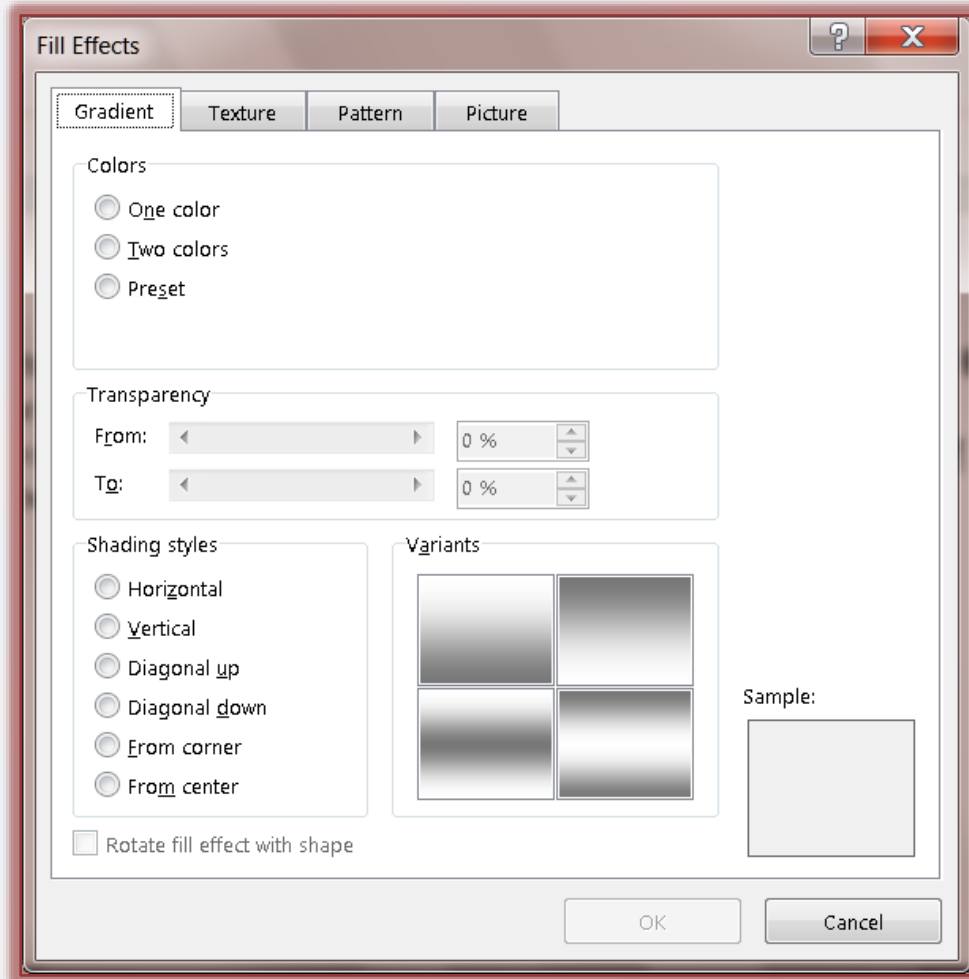 Fill Effects
Gradient Texture Pattern Picture
Colors
One color
Two colors
Preset
Transparency
From: 0 %
To: 0 %
Shading styles
Horizontal
Vertical
Diagonal up
Diagonal down
From corner
From center
Variants
Sample:
Rotate fill effect with shape
OK Cancel